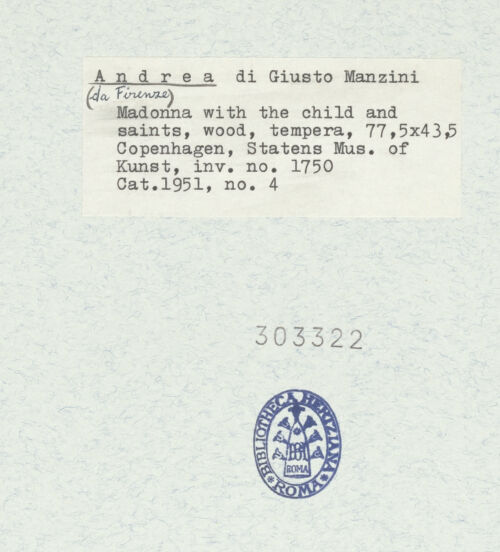 A n d r e a di Giusto Manzini
(da Firenze)
Madonna with the child and
saints, wood, tempera, 77,5x43,5
Copenhagen, Statens Mus. of
Kunst, inv. no. 1750
Cat.1951, no. 4
303322
BIBLIOTHECA HERTZIANA
ROMA
* ROMA *